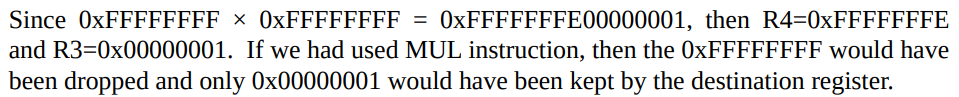 Since 0xFFFFFFFF × 0xFFFFFFFF = 0xFFFFFFFE00000001, then R4=0xFFFFFFFE
and R3=0x00000001. If we had used MUL instruction, then the 0xFFFFFFFF would have
been dropped and only 0x00000001 would have been kept by the destination register.